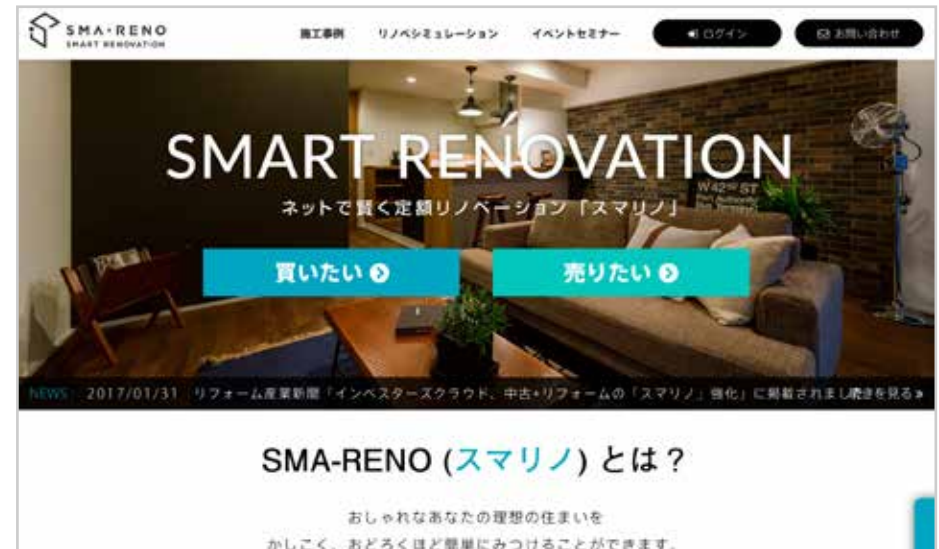 SMA-RENO
SMART RENOVATION
施工事例 リノベシミュレーション イベントセミナー ログイン お問い合わせ
SMART RENOVATION
W 42ND ST
ネットで賢く定額リノベーション「スマリノ」
買いたい 売りたい
NEWS 2017/01/31 リフォーム産業新聞「インベスターズクラウド、中古+リフォームの「スマリノ」強化」に掲載されまし 続きを見る»
SMA-RENO (スマリノ) とは？
おしゃれなあなたの理想の住まいを
かしこく、おどろくほど簡単にみつけることができます。